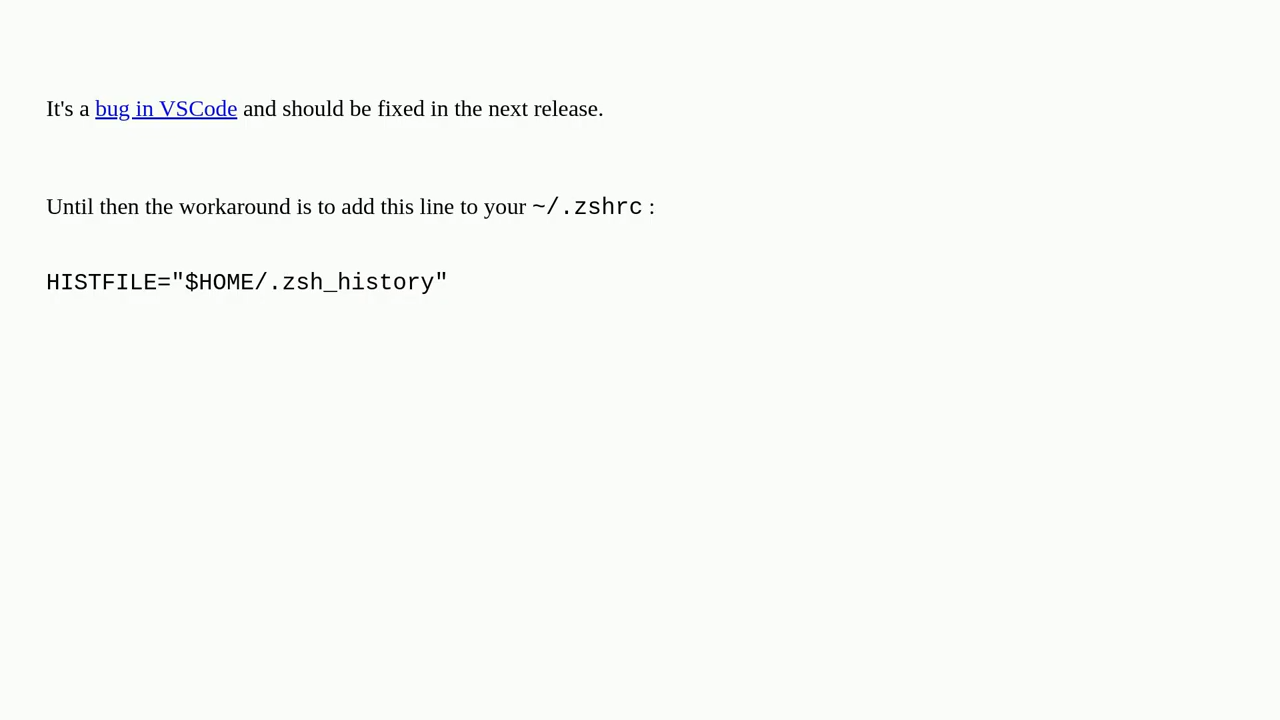 It's a bug in VSCode and should be fixed in the next release.
Until then the workaround is to add this line to your ~/.zshrc :
HISTFILE="$HOME/.zsh_history"